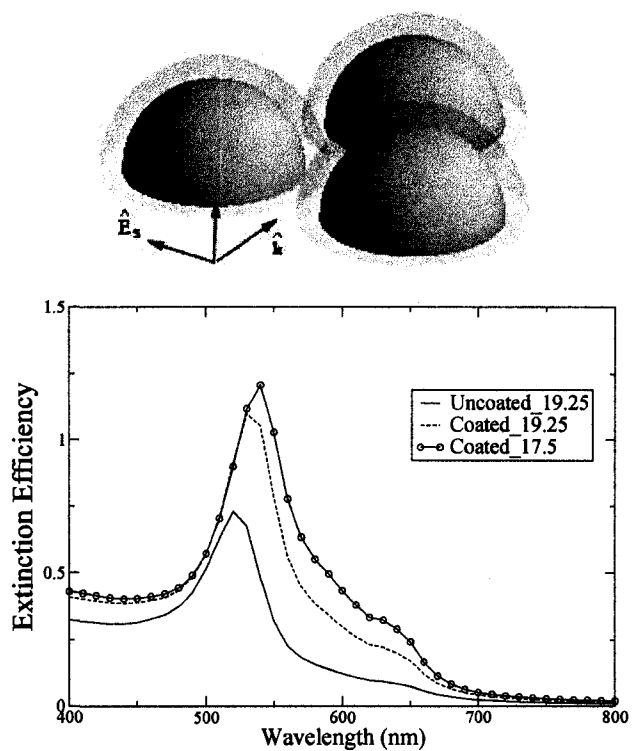 Ê_s
k̂
1.5
1
0.5
0
Extinction Efficiency
Uncoated_19.25
Coated_19.25
Coated_17.5
400 500 600 700 800
Wavelength (nm)